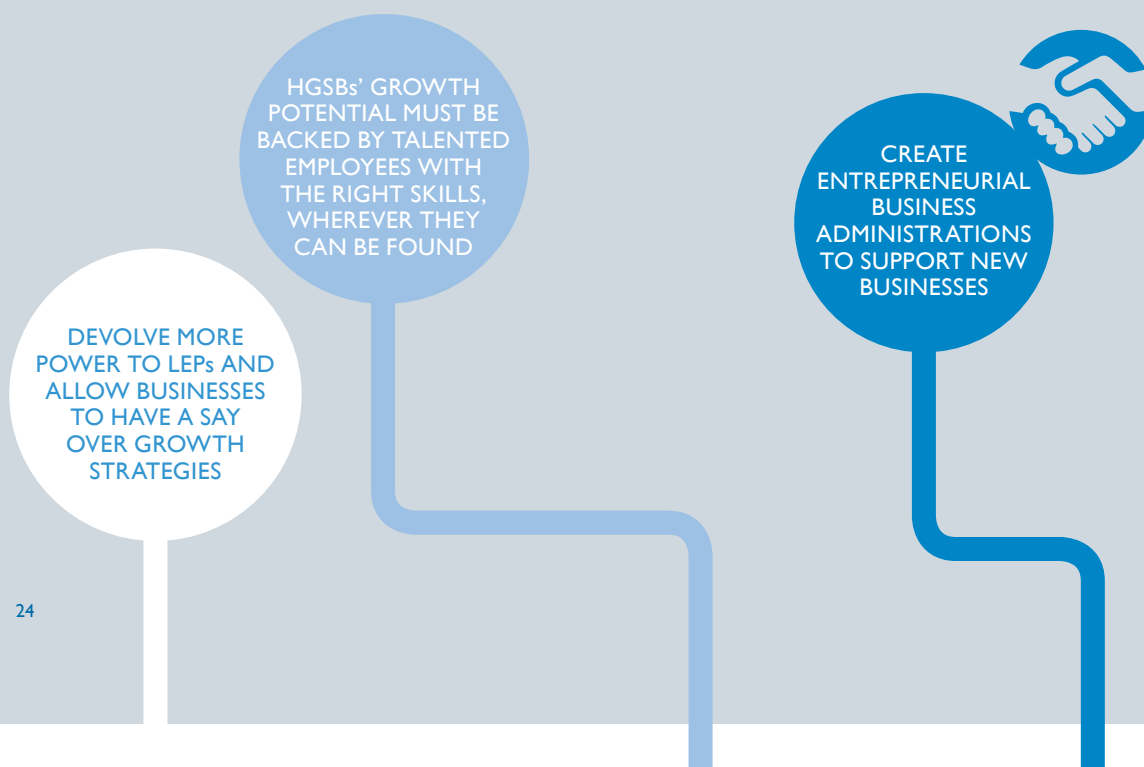 HGSBs' GROWTH
POTENTIAL MUST BE
BACKED BY TALENTED
EMPLOYEES WITH
THE RIGHT SKILLS,
WHEREVER THEY
CAN BE FOUND
CREATE
ENTREPRENEURIAL
BUSINESS
ADMINISTRATIONS
TO SUPPORT NEW
BUSINESSES
DEVOLVE MORE
POWER TO LEPs AND
ALLOW BUSINESSES
TO HAVE A SAY
OVER GROWTH
STRATEGIES
24